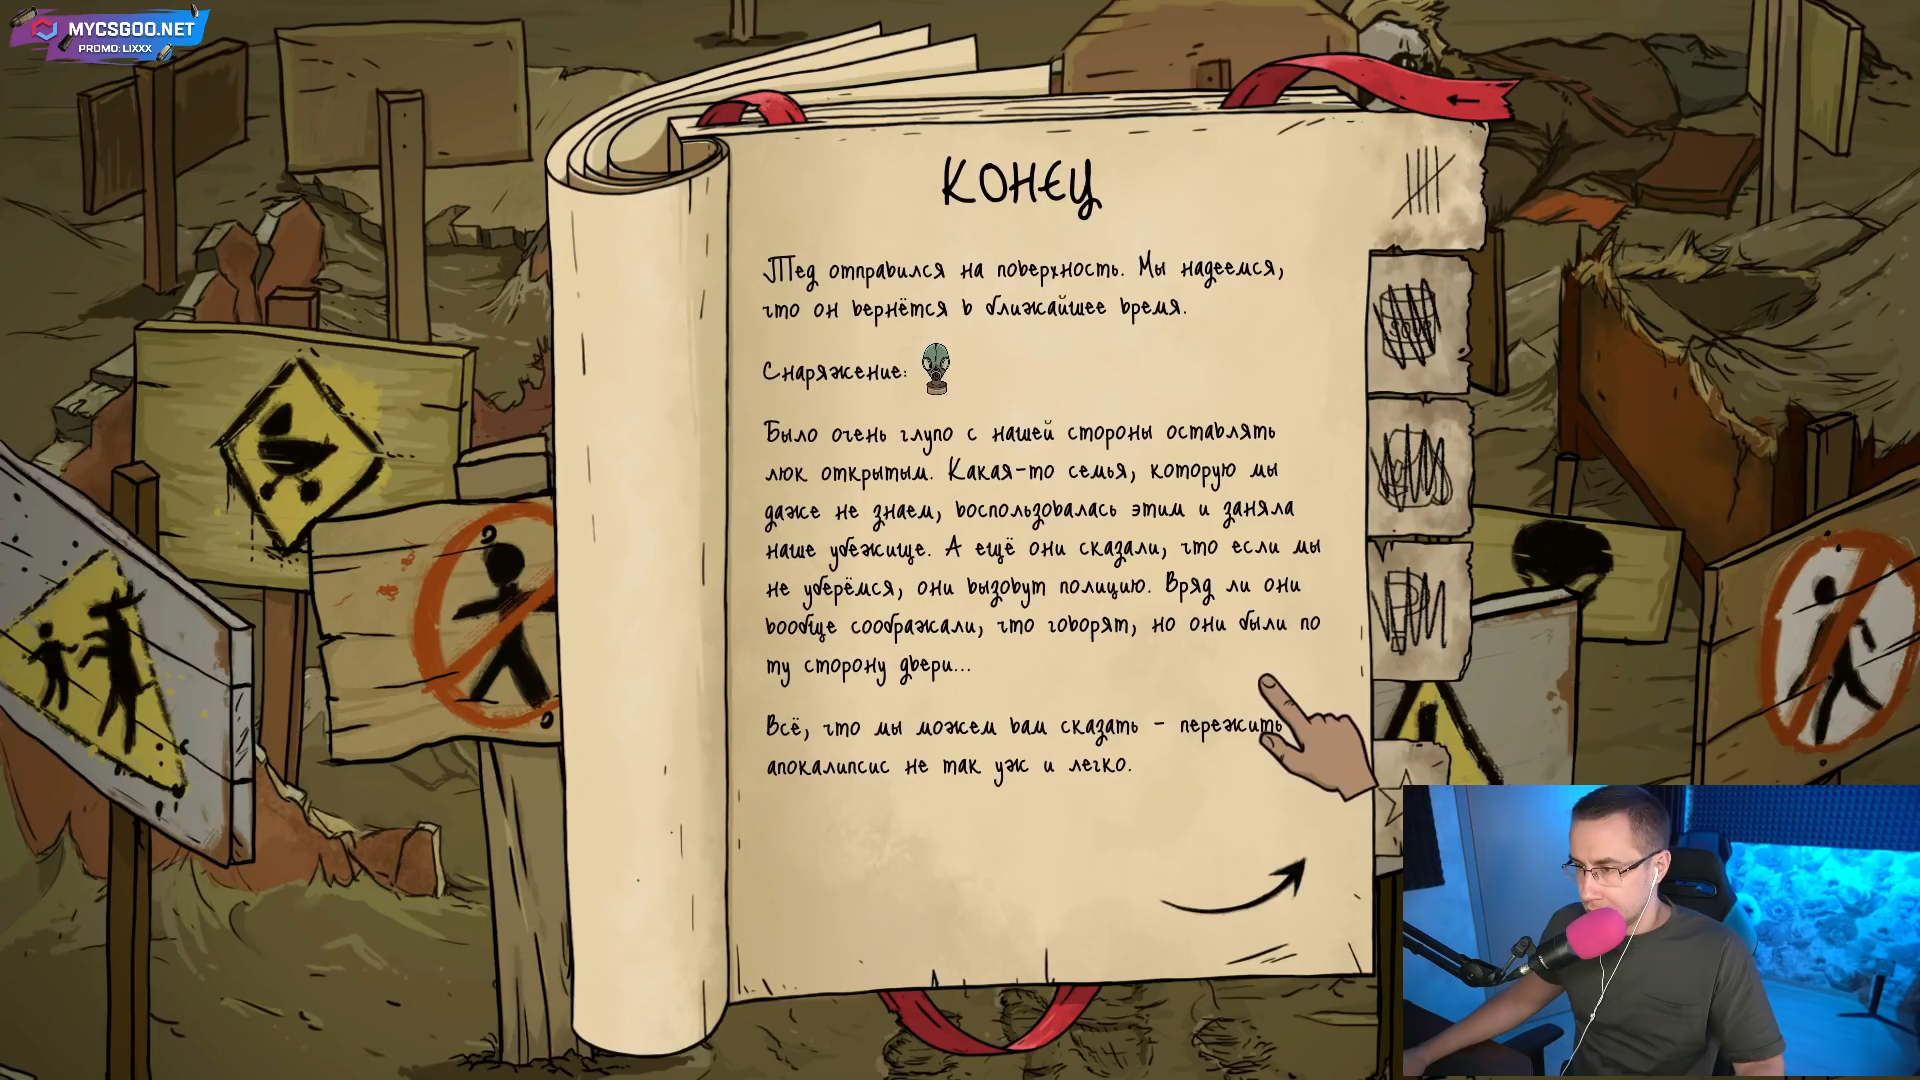 MYCSGOO.NET
PROMO: LIXXX
КОНЕЦ
Тед отправился на поверхность. Мы надеемся,
что он вернётся в ближайшее время.
Снаряжение:
Было очень глупо с нашей стороны оставлять
люк открытым. Какая-то семья, которую мы
даже не знаем, воспользовалась этим и заняла
наше убежище. А ещё они сказали, что если мы
не уберёмся, они вызовут полицию. Вряд ли они
вообще соображали, что говорят, но они были по
ту сторону двери...
Всё, что мы можем вам сказать - пережить
апокалипсис не так уж и легко.